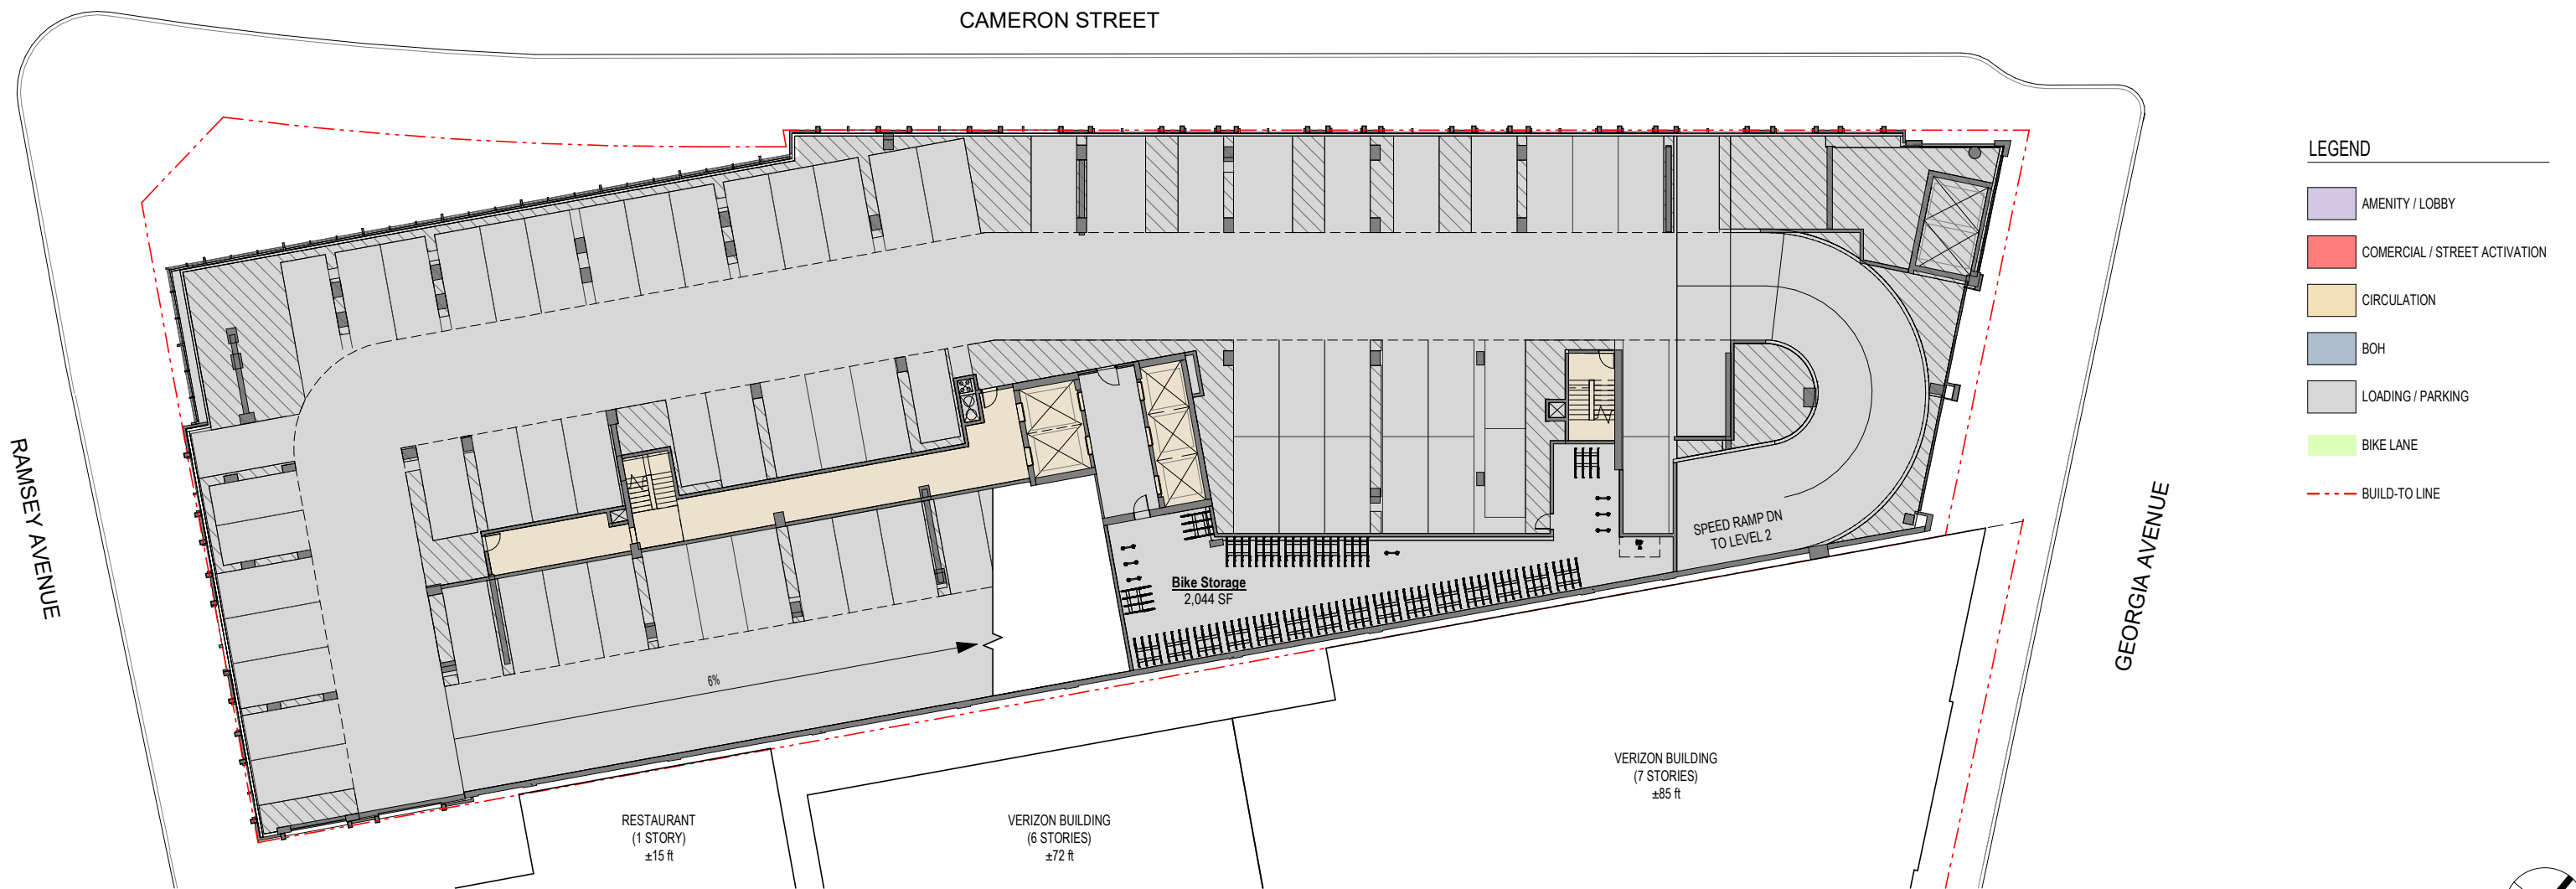 CAMERON STREET
LEGEND
AMENITY / LOBBY
COMERCIAL / STREET ACTIVATION
CIRCULATION
BOH
LOADING / PARKING
BIKE LANE
BUILD-TO LINE
RAMSEY AVENUE
GEORGIA AVENUE
SPEED RAMP DN
TO LEVEL 2
Bike Storage
2,044 SF
6%
VERIZON BUILDING
(7 STORIES)
±85 ft
RESTAURANT
(1 STORY)
±15 ft
VERIZON BUILDING
(6 STORIES)
±72 ft